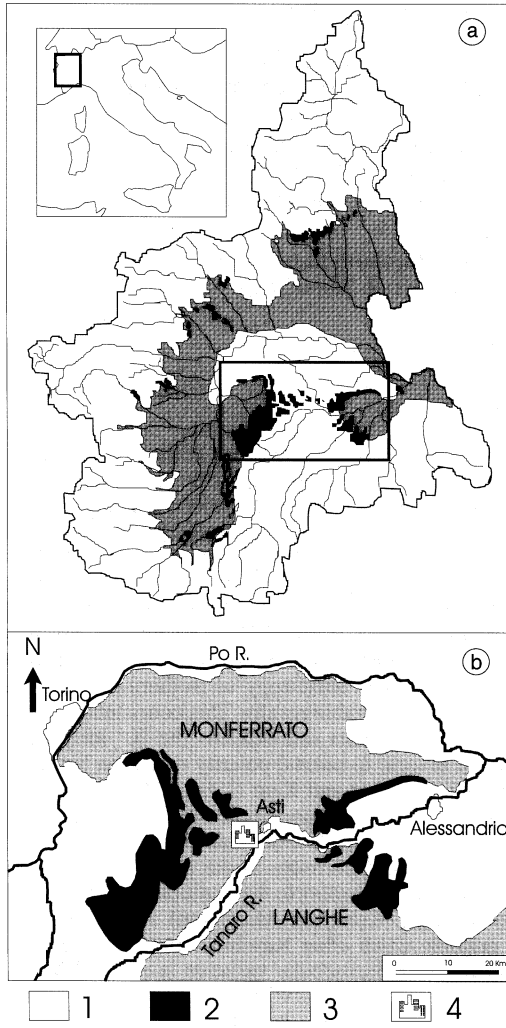 a
N
Po R.
b
Torino
MONFERRATO
Asti
Alessandria
Tanaro R.
LANGHE
0 10 20 Km
1 2 3 4